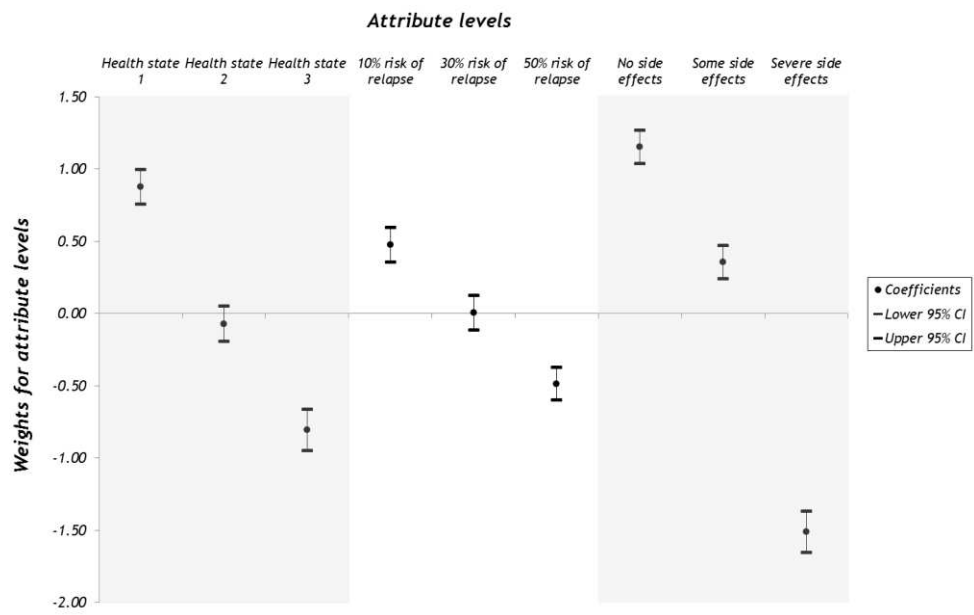 Attribute levels
Health state 1
Health state 2
Health state 3
10% risk of relapse
30% risk of relapse
50% risk of relapse
No side effects
Some side effects
Severe side effects
1.50
1.00
0.50
0.00
-0.50
-1.00
-1.50
-2.00
Weights for attribute levels
Coefficients
Lower 95% CI
Upper 95% CI